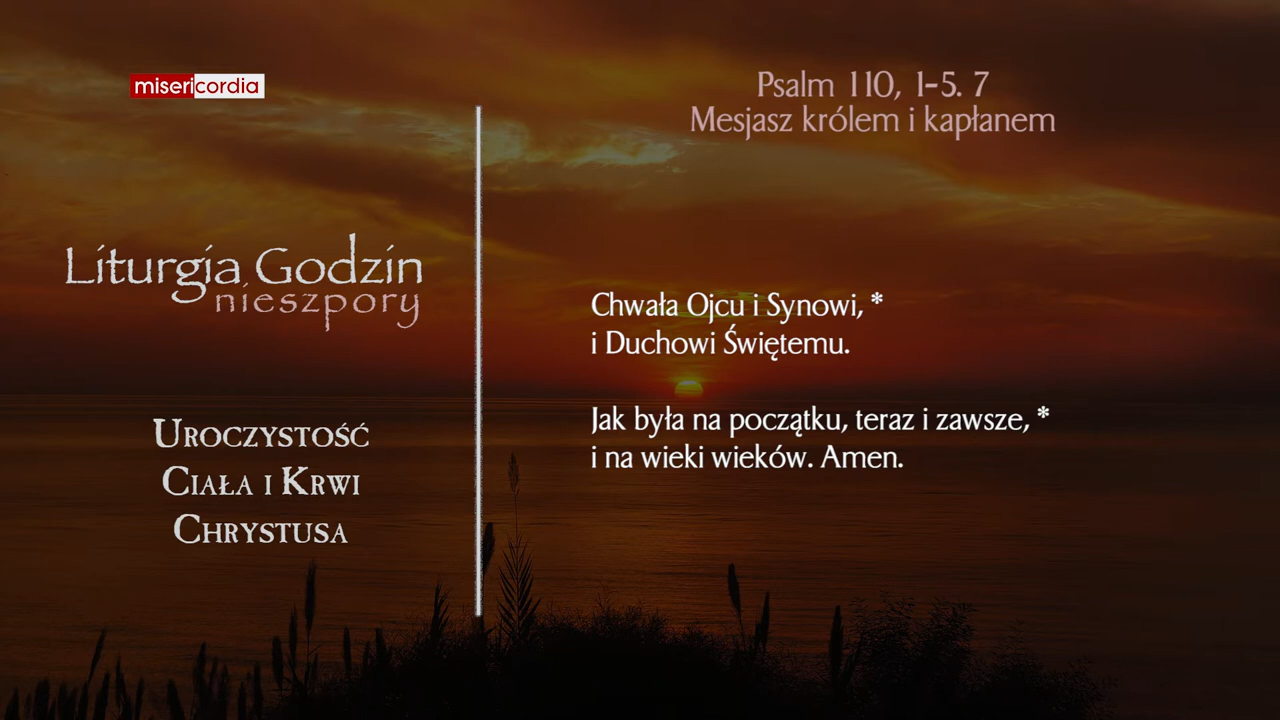 misericordia
Liturgia Godzin
nieszpory
Uroczystość
Ciała i Krwi
Chrystusa
Psalm 110, 1-5. 7
Mesjasz królem i kapłanem
Chwała Ojcu i Synowi, *
i Duchowi Świętemu.
Jak była na początku, teraz i zawsze, *
i na wieki wieków. Amen.